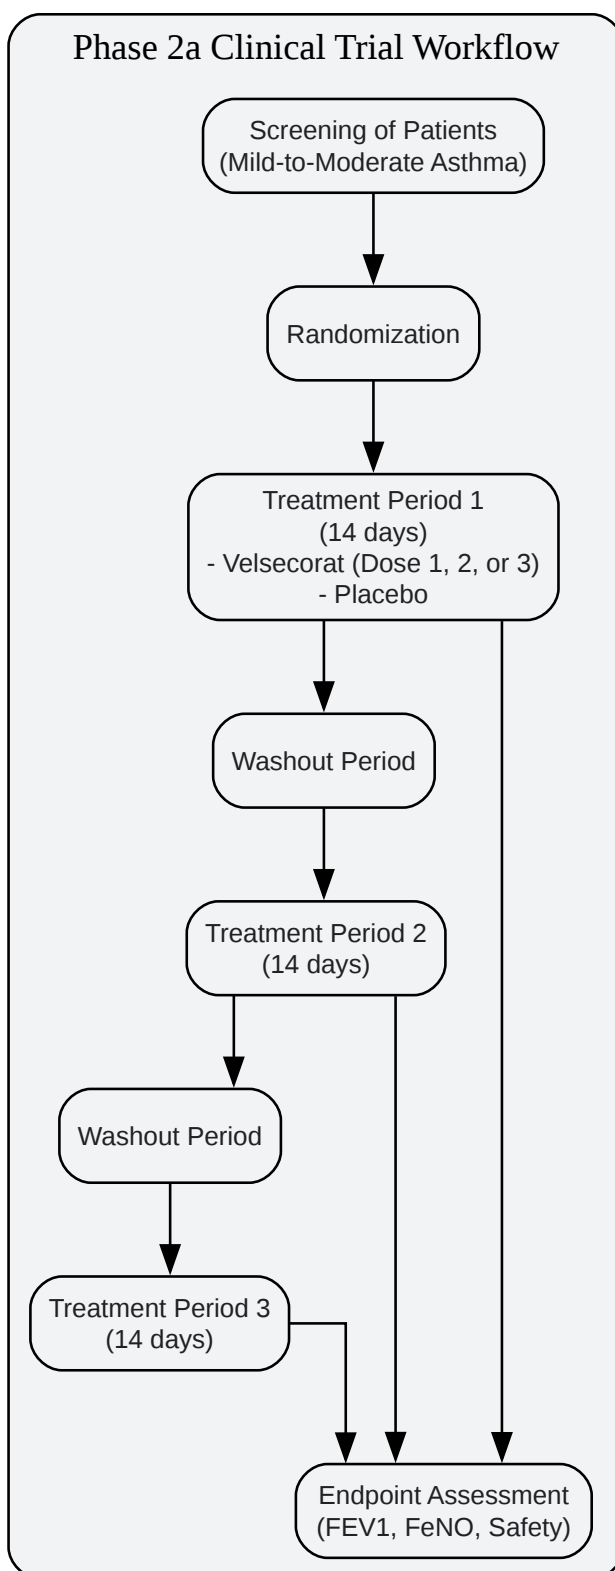 Phase 2a Clinical Trial Workflow
Screening of Patients
(Mild-to-Moderate Asthma)
Randomization
Treatment Period 1
(14 days)
- Velsecorat (Dose 1, 2, or 3)
- Placebo
Washout Period
Treatment Period 2
(14 days)
Washout Period
Treatment Period 3
(14 days)
Endpoint Assessment
(FEV1, FeNO, Safety)